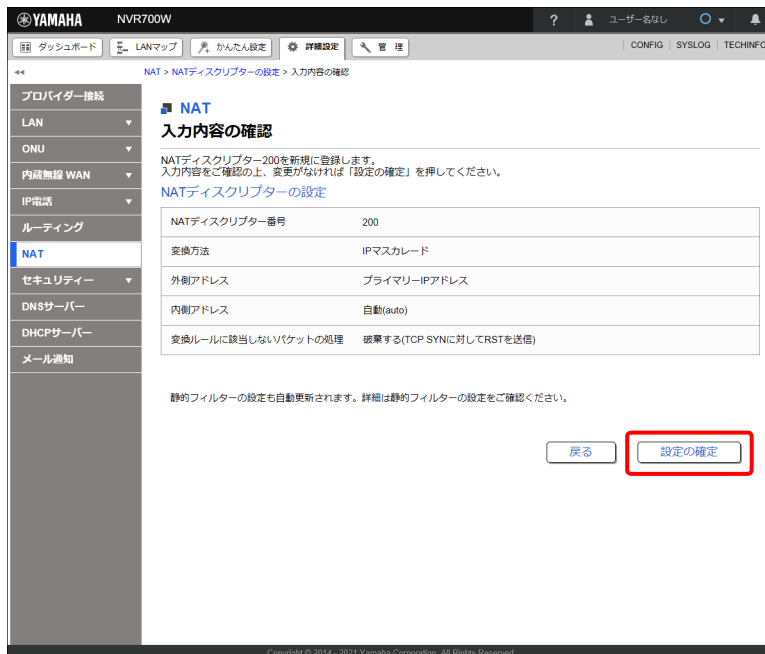 YAMAHA NVR700W ? ユーザー名なし
ダッシュボード LANマップ かんたん設定 詳細設定 管 理 CONFIG SYSLOG TECHINFO
NAT > NATディスクリプターの設定 > 入力内容の確認
プロバイダー接続
LAN
ONU
内蔵無線 WAN
IP電話
ルーティング
NAT
セキュリティー
DNSサーバー
DHCPサーバー
メール通知
NAT
入力内容の確認
NATディスクリプター200を新規に登録します。
入力内容をご確認の上、変更がなければ「設定の確定」を押してください。
NATディスクリプターの設定
NATディスクリプター番号 200
変換方法 IPマスカレード
外側アドレス プライマリーIPアドレス
内側アドレス 自動(auto)
変換ルールに該当しないパケットの処理 破棄する(TCP SYNに対してRSTを送信)
静的フィルターの設定も自動更新されます。詳細は静的フィルターの設定をご確認ください。
戻る 設定の確定
Copyright © 2014 - 2021 Yamaha Corporation. All Rights Reserved.